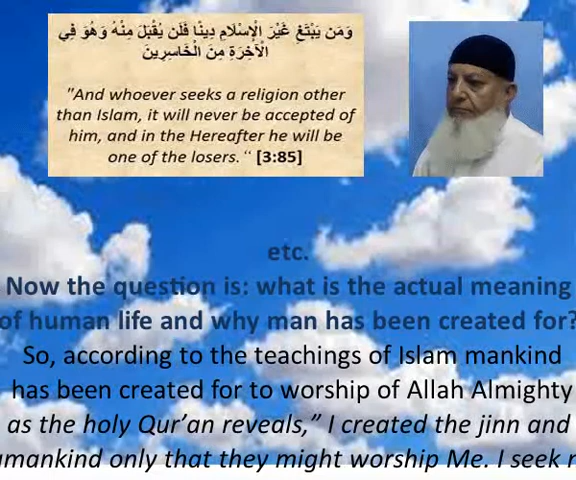 وَمَن يَبْتَغِ غَيْرَ الْإِسْلَامِ دِينًا فَلَن يُقْبَلَ مِنْهُ وَهُوَ فِي
الْآخِرَةِ مِنَ الْخَاسِرِينَ
"And whoever seeks a religion other
than Islam, it will never be accepted of
him, and in the Hereafter he will be
one of the losers. " [3:85]
etc.
Now the question is: what is the actual meaning
of human life and why man has been created for?
So, according to the teachings of Islam mankind
has been created for to worship of Allah Almighty
as the holy Qur'an reveals," I created the jinn and
mankind only that they might worship Me. I seek